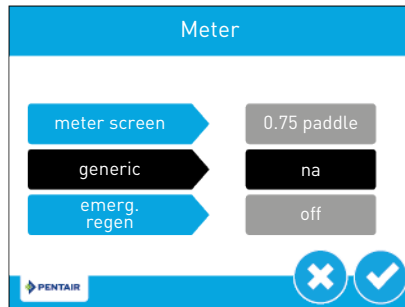 Meter
meter screen
0.75 paddle
generic
na
emerg.
regen
off
PENTAIR